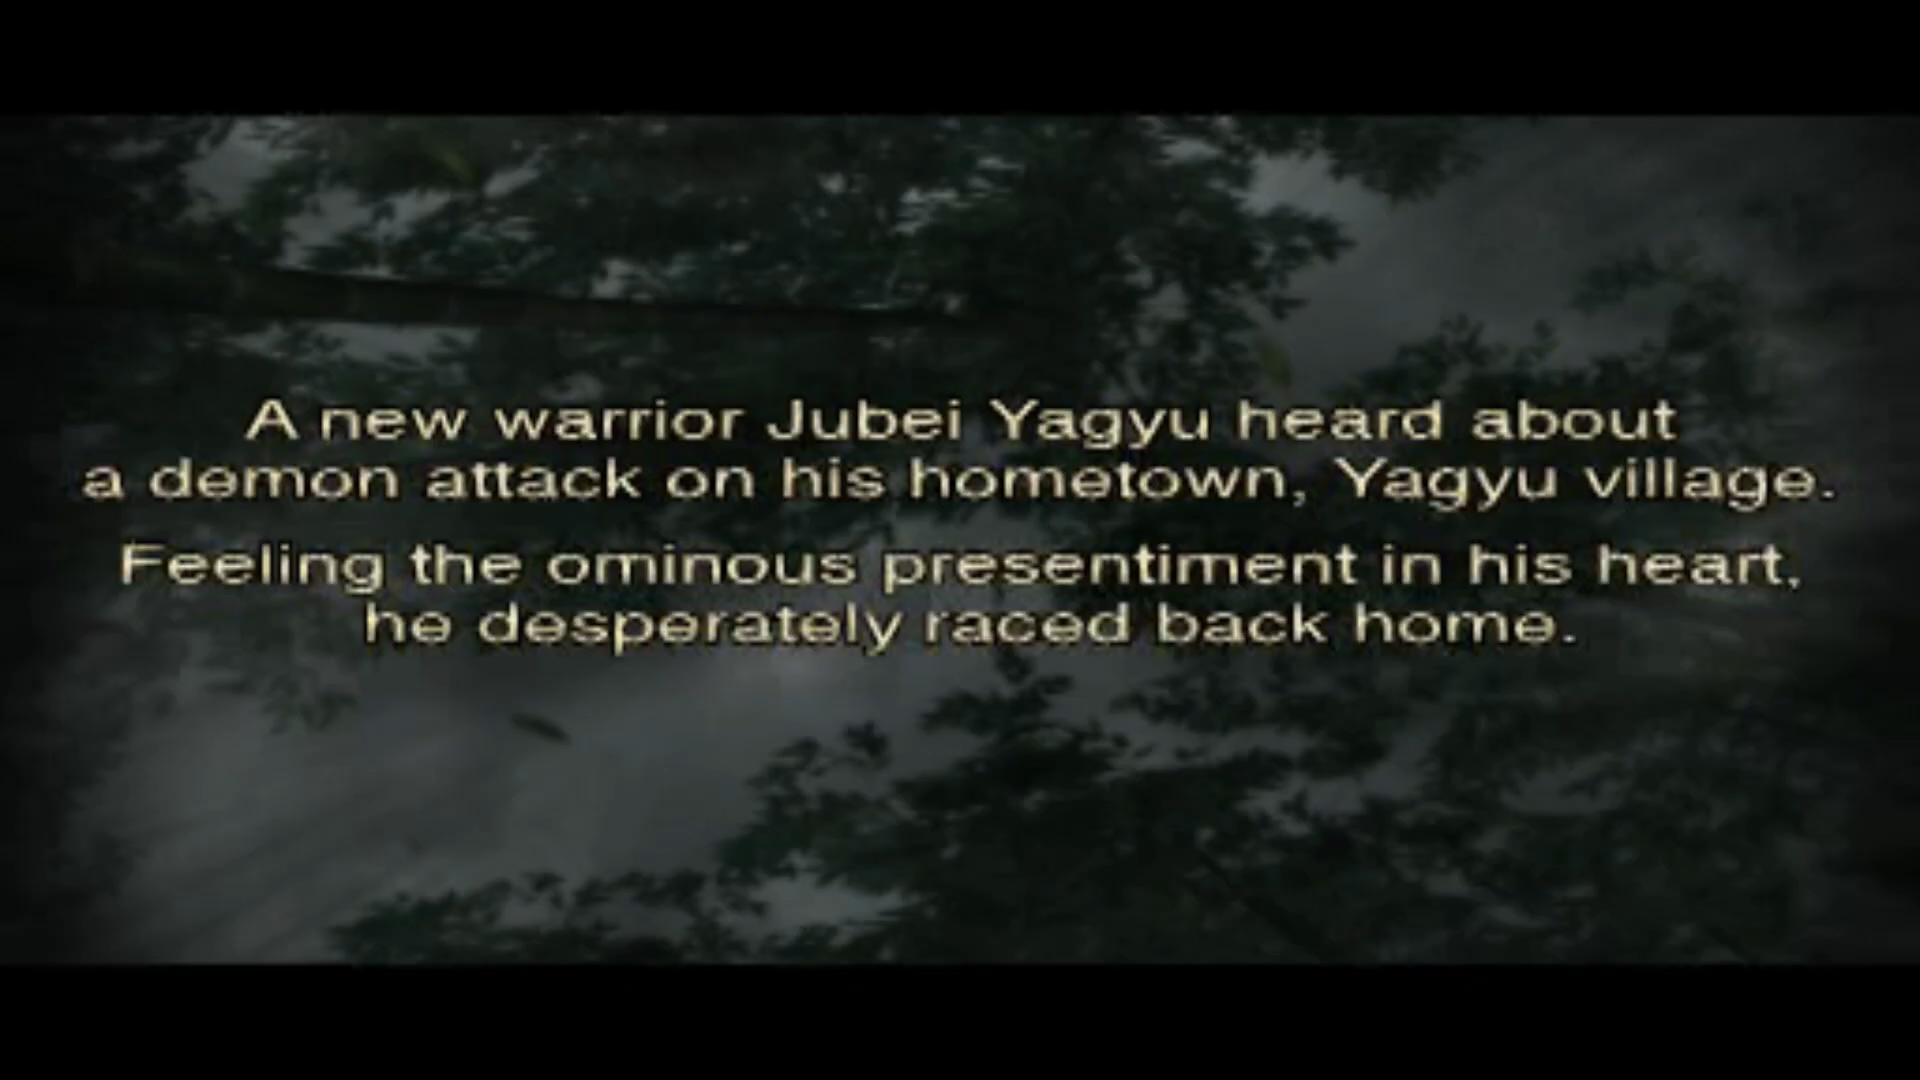 A new warrior Jubei Yagyu heard about
a demon attack on his hometown, Yagyu village.
Feeling the ominous presentiment in his heart,
he desperately raced back home.